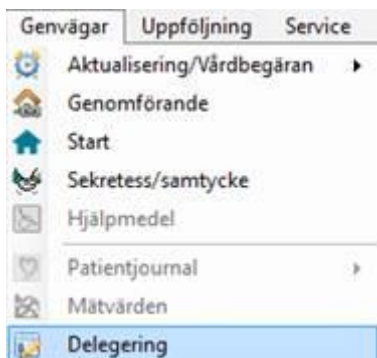 Genvägar Uppföljning Service
Aktualisering/Vårdbegäran
Genomförande
Start
Sekretess/samtycke
Hjälpmedel
Patientjournal
Mätvärden
Delegering